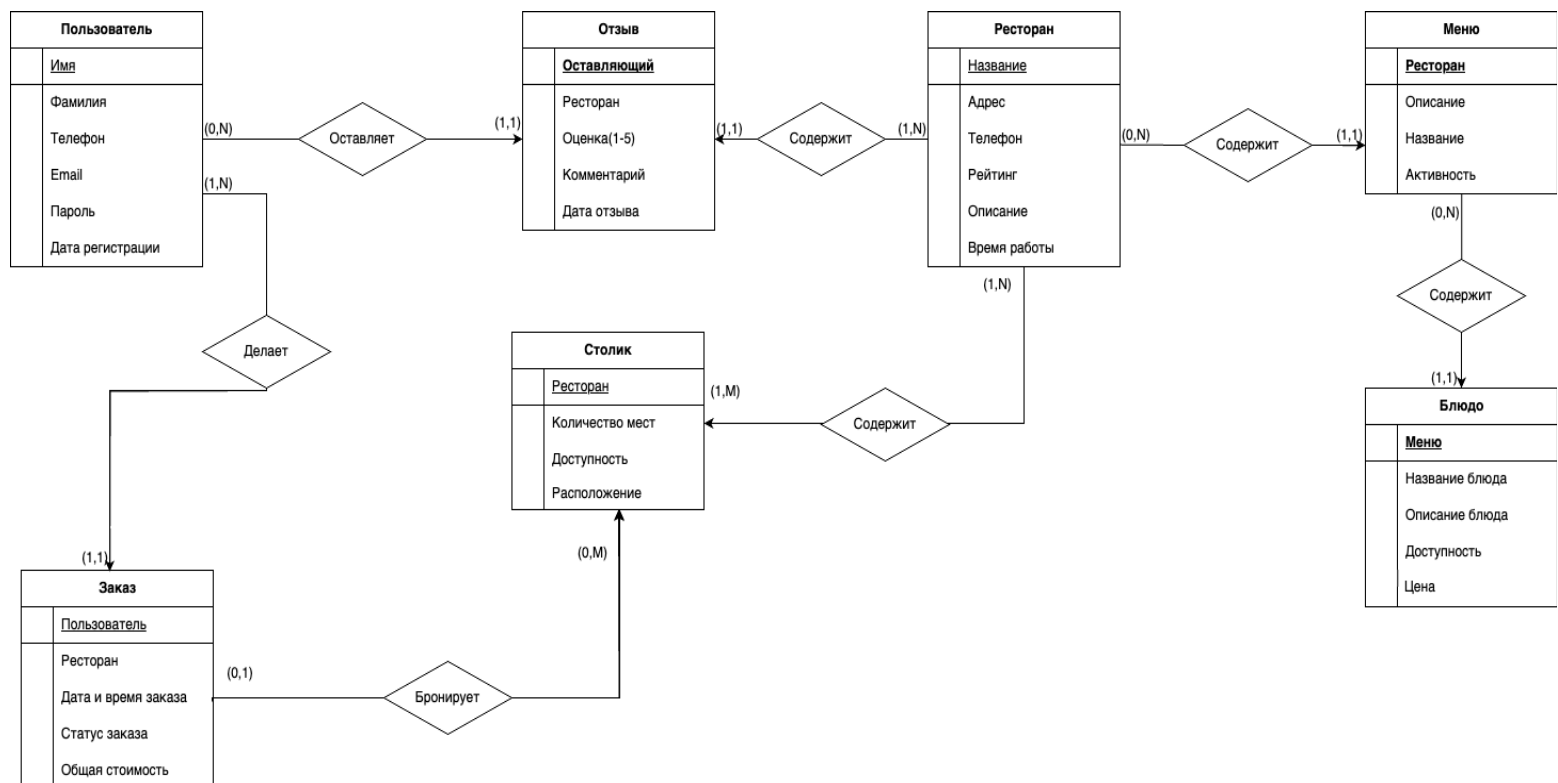 Пользователь
Имя
Фамилия
Телефон
Email
Пароль
Дата регистрации
(0,N)
(1,N)
Оставляет
(1,1)
Отзыв
Оставляющий
Ресторан
Оценка(1-5)
Комментарий
Дата отзыва
(1,1)
Содержит
(1,N)
Ресторан
Название
Адрес
Телефон
Рейтинг
Описание
Время работы
(0,N)
(1,N)
Содержит
(1,1)
Меню
Ресторан
Описание
Название
Активность
(0,N)
Содержит
(1,1)
Блюдо
Меню
Название блюда
Описание блюда
Доступность
Цена
Делает
(1,1)
Столик
Ресторан
Количество мест
Доступность
Расположение
(1,M)
Содержит
(0,M)
Заказ
Пользователь
Ресторан
Дата и время заказа
Статус заказа
Общая стоимость
(0,1)
Бронирует